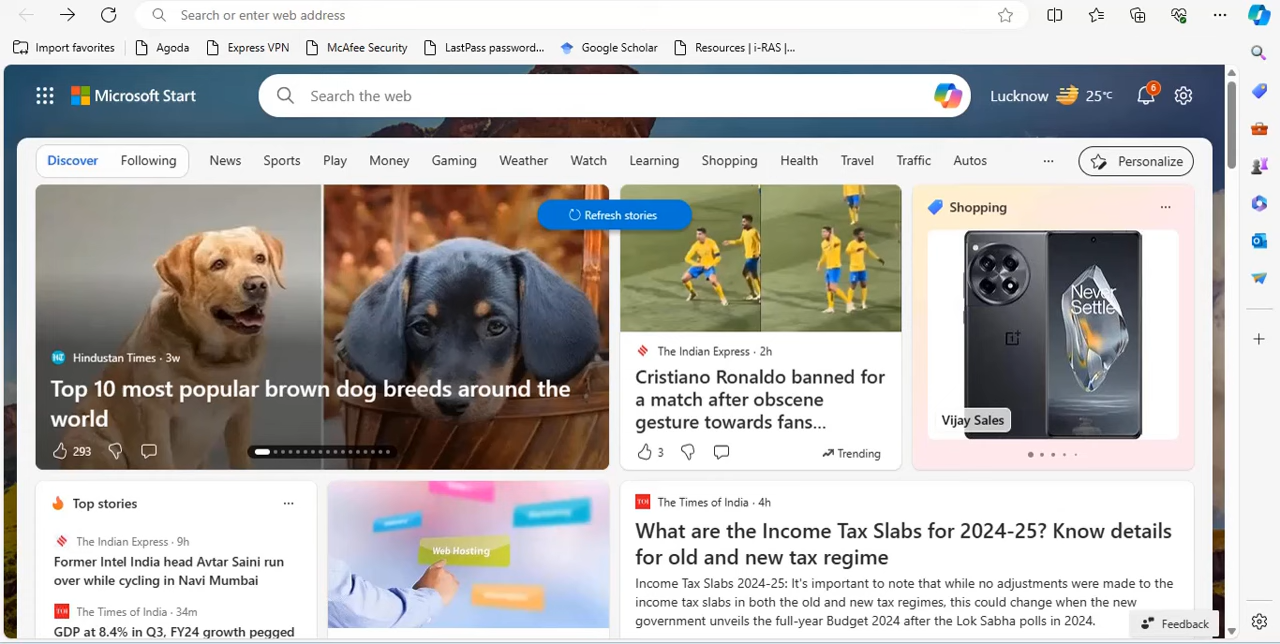 Search or enter web address
Import favorites Agoda Express VPN McAfee Security LastPass password... Google Scholar Resources | i-RAS |...
Microsoft Start Search the web Lucknow 25°C 6
Discover Following News Sports Play Money Gaming Weather Watch Learning Shopping Health Travel Traffic Autos ... Personalize
Refresh stories
Hindustan Times · 3w
Top 10 most popular brown dog breeds around the
world
293
The Indian Express · 2h
Cristiano Ronaldo banned for
a match after obscene
gesture towards fans...
3 Trending
Shopping
Never
Settle
Vijay Sales
Top stories
The Indian Express · 9h
Former Intel India head Avtar Saini run
over while cycling in Navi Mumbai
TOI The Times of India · 34m
GDP at 8.4% in Q3, FY24 growth pegged
Web Hosting
TOI The Times of India · 4h
What are the Income Tax Slabs for 2024-25? Know details
for old and new tax regime
Income Tax Slabs 2024-25: It's important to note that while no adjustments were made to the
income tax slabs in both the old and new tax regimes, this could change when the new
government unveils the full-year Budget 2024 after the Lok Sabha polls in 2024.
Feedback